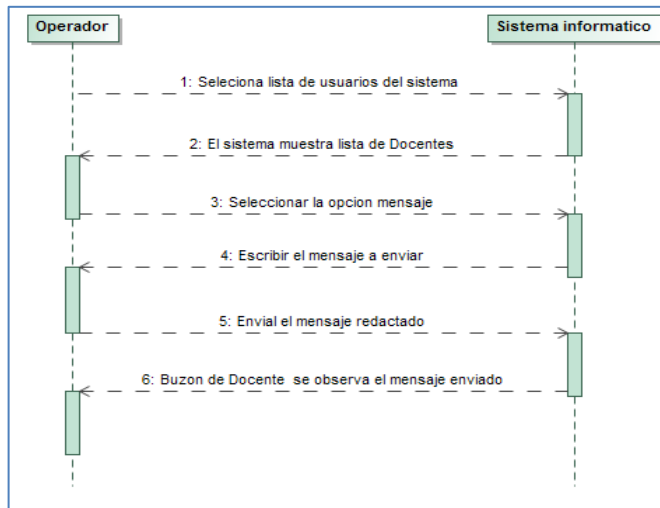 Operador
Sistema informatico
1: Seleciona lista de usuarios del sistema
2: El sistema muestra lista de Docentes
3: Seleccionar la opcion mensaje
4: Escribir el mensaje a enviar
5: Envial el mensaje redactado
6: Buzon de Docente se observa el mensaje enviado